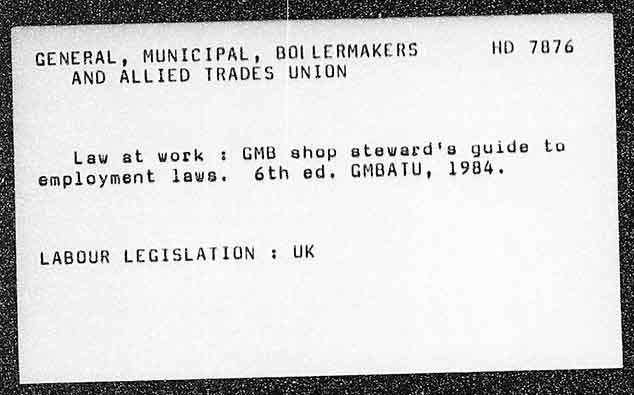 GENERAL, MUNICIPAL, BOILERMAKERS HD 7876
AND ALLIED TRADES UNION
Law at work : GMB shop steward's guide to
employment laws. 6th ed. GMBATU, 1984.
LABOUR LEGISLATION : UK